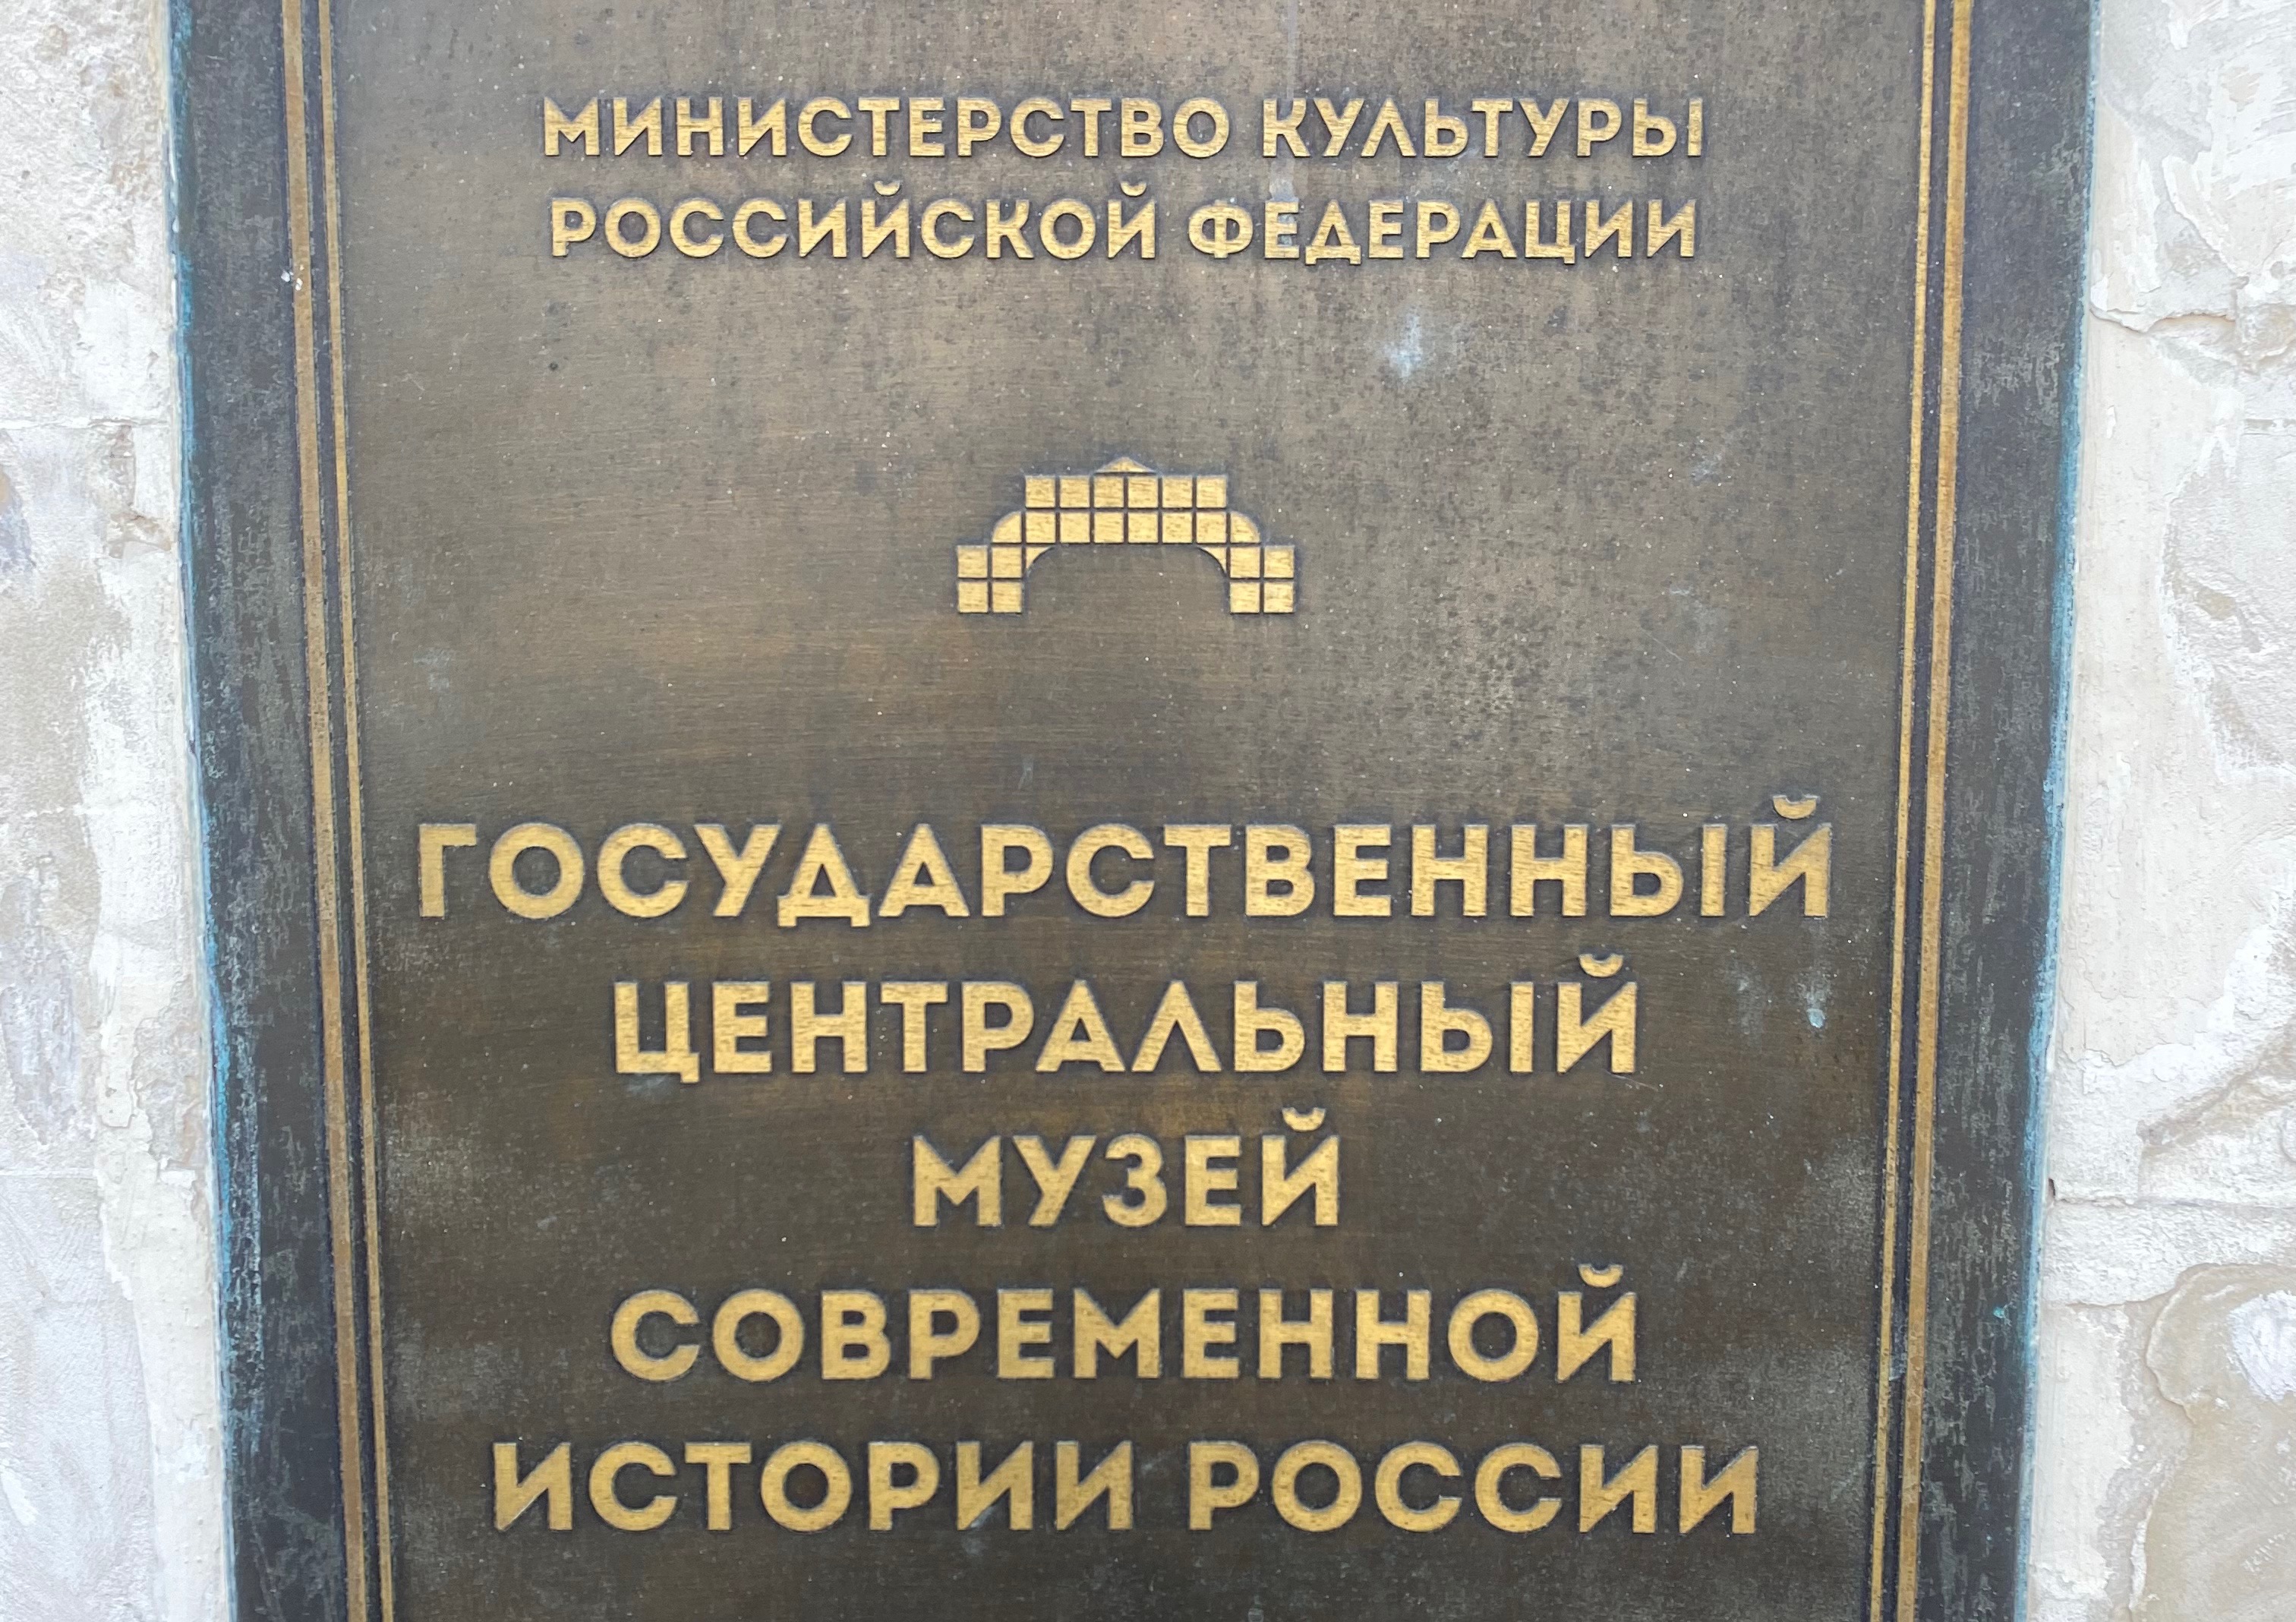 МИНИСТЕРСТВО КУЛЬТУРЫ
РОССИЙСКОЙ ФЕДЕРАЦИИ
ГОСУДАРСТВЕННЫЙ
ЦЕНТРАЛЬНЫЙ
МУЗЕЙ
СОВРЕМЕННОЙ
ИСТОРИИ РОССИИ